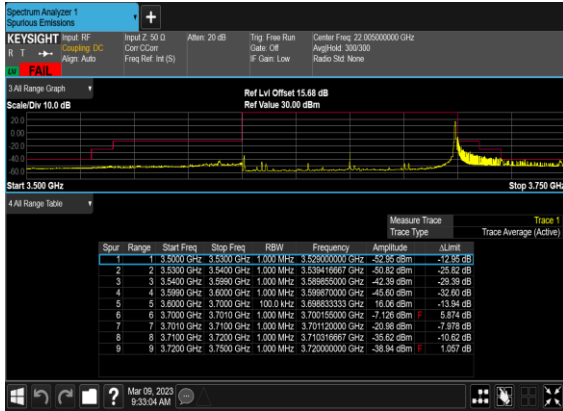 Spectrum Analyzer 1
Spurious Emissions
+
KEYSIGHT Input: RF Input Z: 50 Ω Atten: 20 dB Trig: Free Run Center Freq: 22.005000000 GHz
R T Coupling: DC Corr CCorr Gate: Off Avg|Hold: 300/300
Align: Auto Freq Ref: Int (S) IF Gain: Low Radio Std: None
FAIL
3 All Range Graph
Ref Lvl Offset 15.68 dB
Scale/Div 10.0 dB Ref Value 30.00 dBm
20.0
0.00
-20.0
-40.0
-60.0
Start 3.500 GHz Stop 3.750 GHz
4 All Range Table
Measure Trace Trace 1
Trace Type Trace Average (Active)
Spur Range Start Freq Stop Freq RBW Frequency Amplitude ΔLimit
1 1 3.5000 GHz 3.5300 GHz 1.000 MHz 3.529000000 GHz -52.95 dBm -12.95 dB
2 2 3.5300 GHz 3.5400 GHz 1.000 MHz 3.539416667 GHz -50.82 dBm -25.82 dB
3 3 3.5400 GHz 3.5990 GHz 1.000 MHz 3.589855000 GHz -42.39 dBm -29.39 dB
4 4 3.5990 GHz 3.6000 GHz 1.000 MHz 3.599870000 GHz -45.60 dBm -32.60 dB
5 5 3.6000 GHz 3.7000 GHz 100.0 kHz 3.698833333 GHz 16.06 dBm -13.94 dB
6 6 3.7000 GHz 3.7010 GHz 1.000 MHz 3.700155000 GHz -7.126 dBm F 5.874 dB
7 7 3.7010 GHz 3.7100 GHz 1.000 MHz 3.701120000 GHz -20.98 dBm -7.978 dB
8 8 3.7100 GHz 3.7200 GHz 1.000 MHz 3.710316667 GHz -35.62 dBm -10.62 dB
9 9 3.7200 GHz 3.7500 GHz 1.000 MHz 3.720000000 GHz -38.94 dBm F 1.057 dB
? Mar 09, 2023
9:33:04 AM